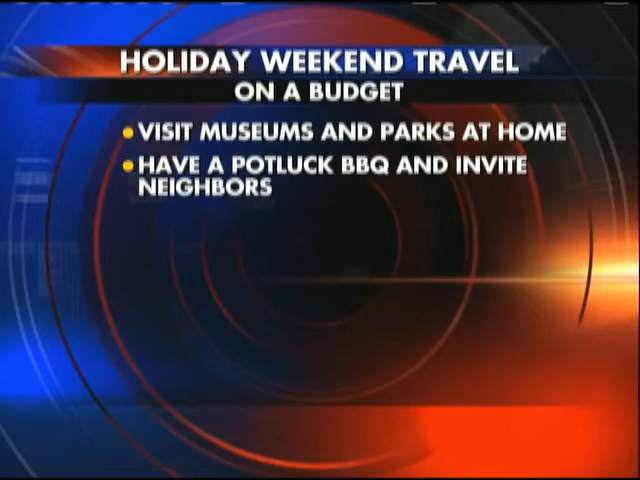 HOLIDAY WEEKEND TRAVEL
ON A BUDGET
VISIT MUSEUMS AND PARKS AT HOME
HAVE A POTLUCK BBQ AND INVITE
NEIGHBORS